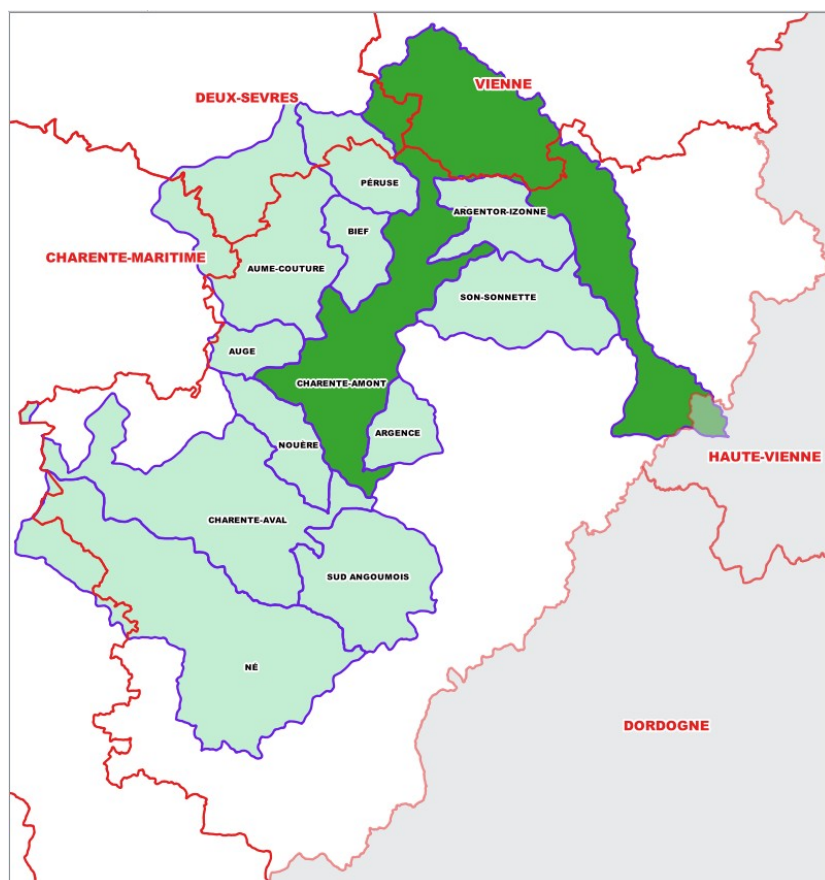 VIENNE
DEUX-SEVRES
PÉRUSE
ARGENTOR-IZONNE
BIEF
CHARENTE-MARITIME
AUME-COUTURE
SON-SONNETTE
AUGE
CHARENTE-AMONT
ARGENCE
NOUÈRE
HAUTE-VIENNE
CHARENTE-AVAL
SUD ANGOUMOIS
NÉ
DORDOGNE